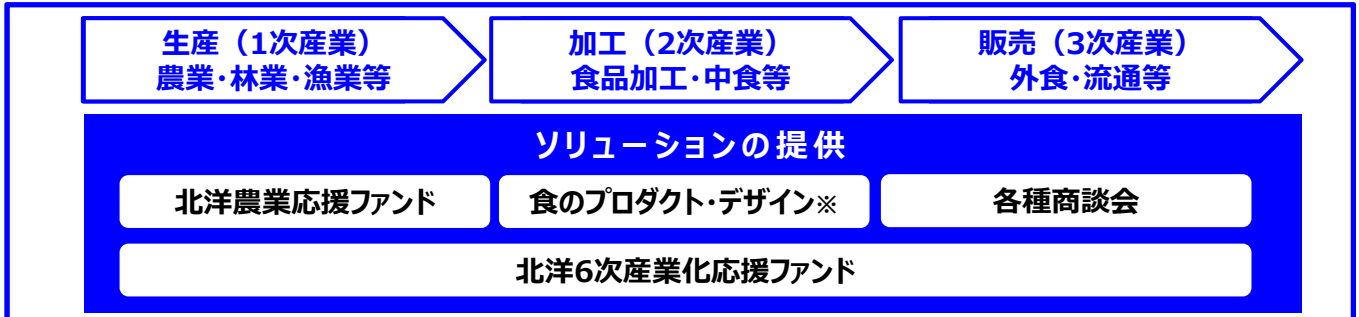 生産（1次産業）
農業･林業･漁業等
加工（2次産業）
食品加工･中食等
販売（3次産業）
外食･流通等
ソリューションの提供
北洋農業応援ファンド
食のプロダクト･デザイン※
各種商談会
北洋6次産業化応援ファンド